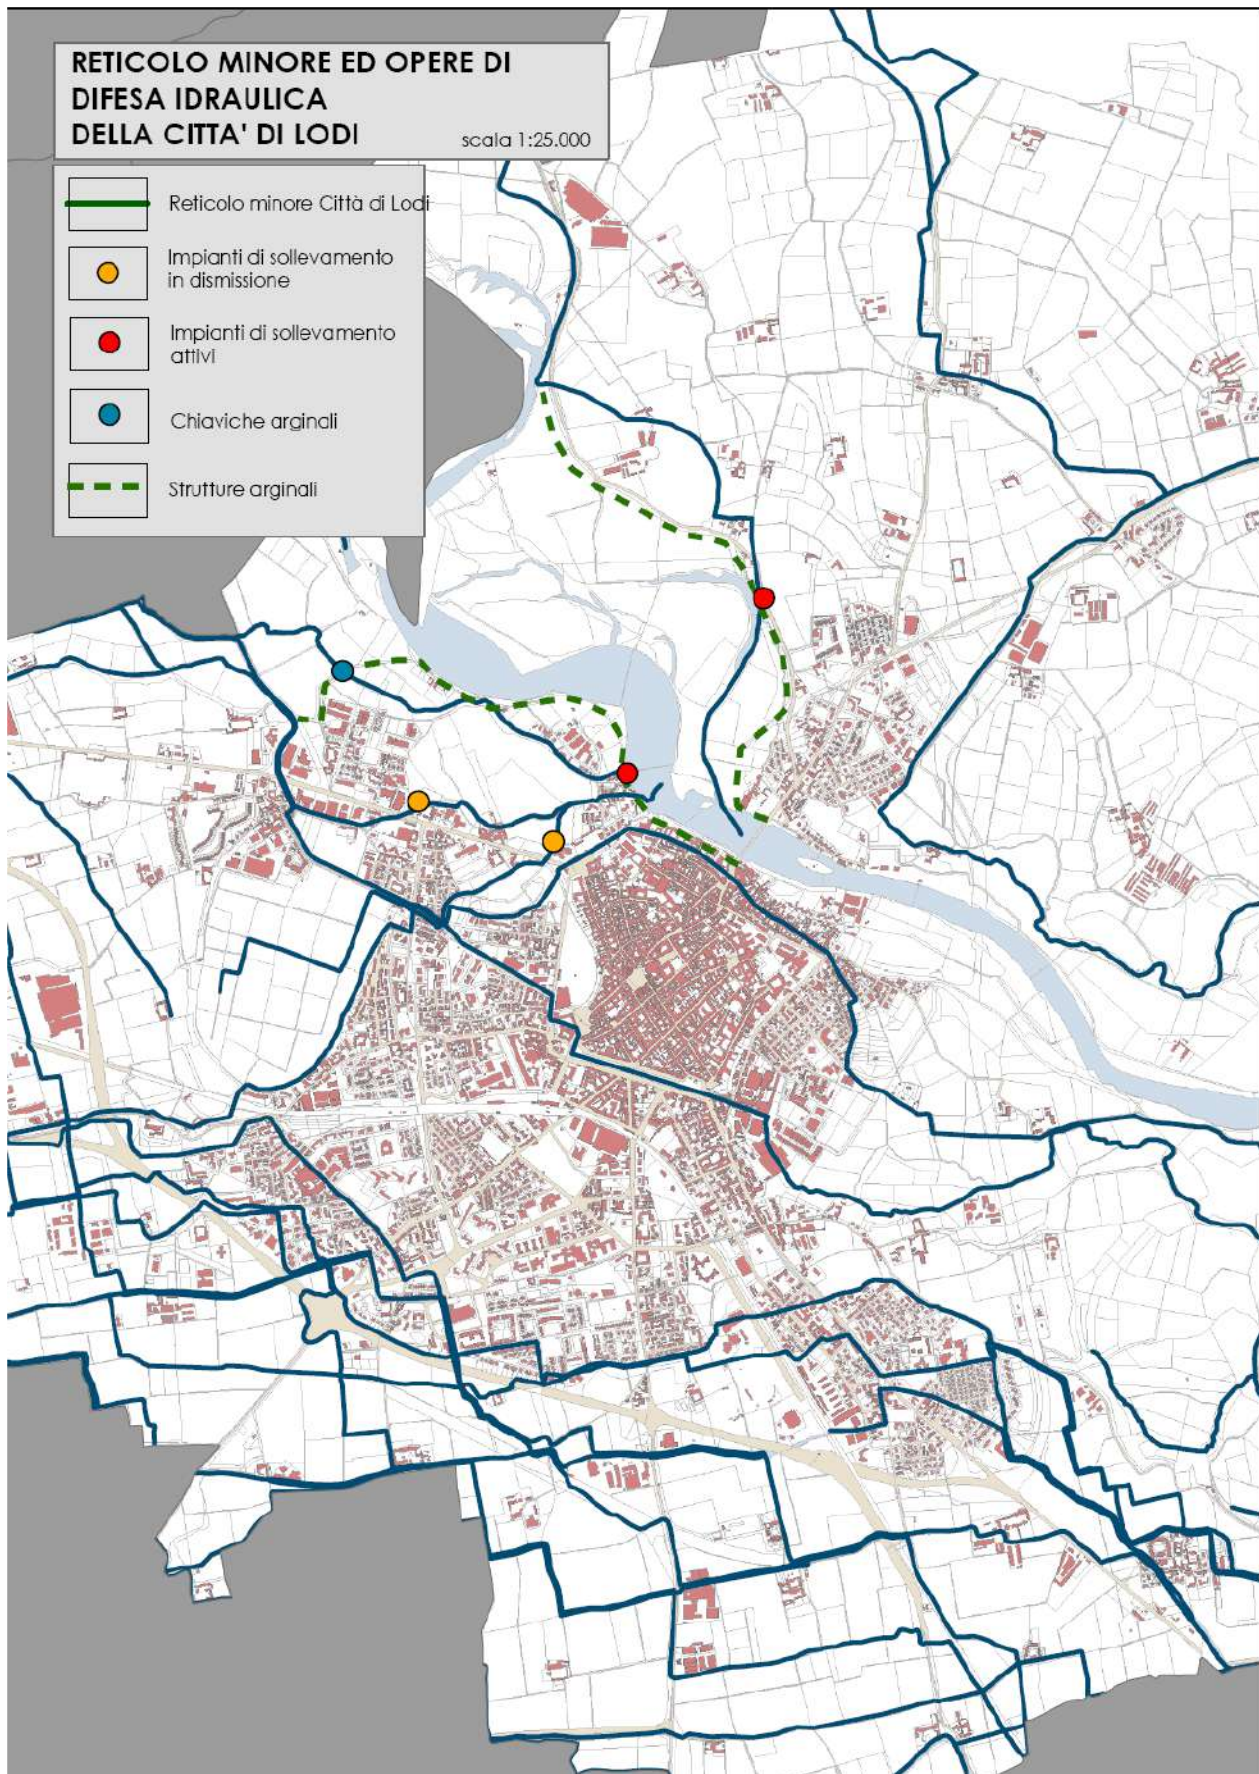 RETICOLO MINORE ED OPERE DI
DIFESA IDRAULICA
DELLA CITTA' DI LODI
scala 1:25.000
Reticolo minore Città di Lodi
Impianti di sollevamento
in dismissione
Impianti di sollevamento
attivi
Chiaviche arginali
Strutture arginali